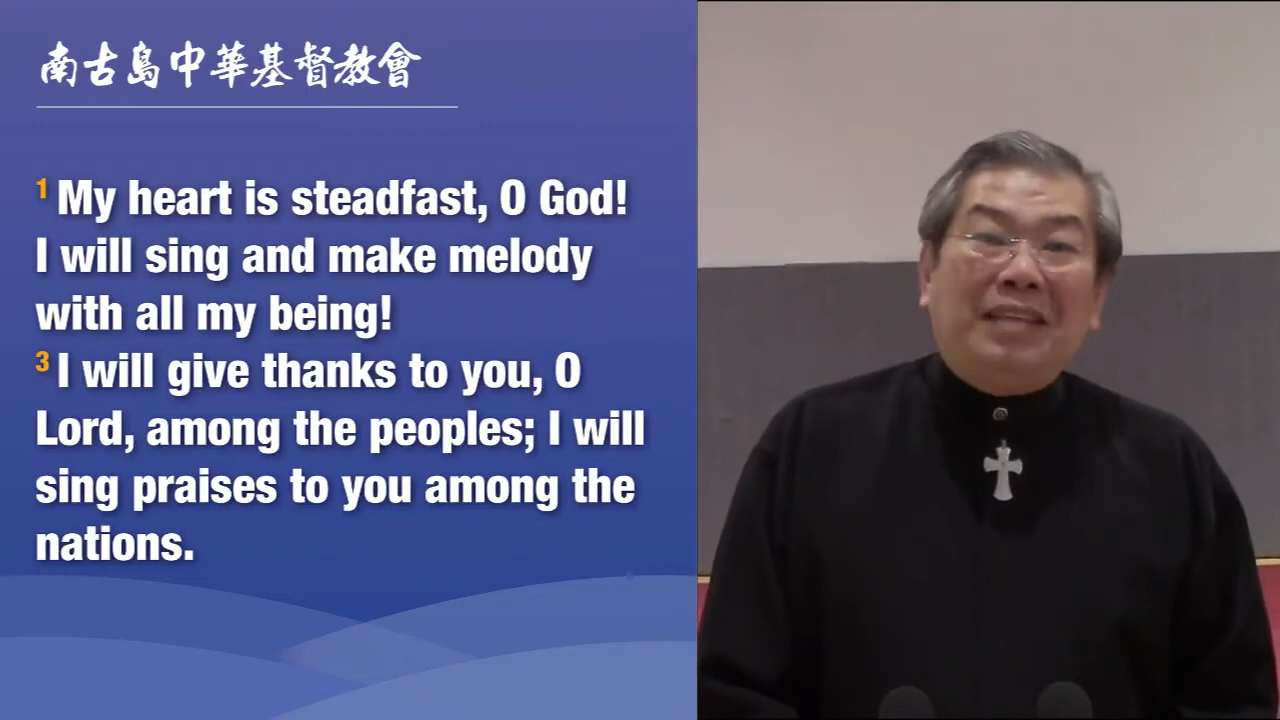 南古島中華基督教會
1 My heart is steadfast, O God!
I will sing and make melody
with all my being!
3 I will give thanks to you, O
Lord, among the peoples; I will
sing praises to you among the
nations.